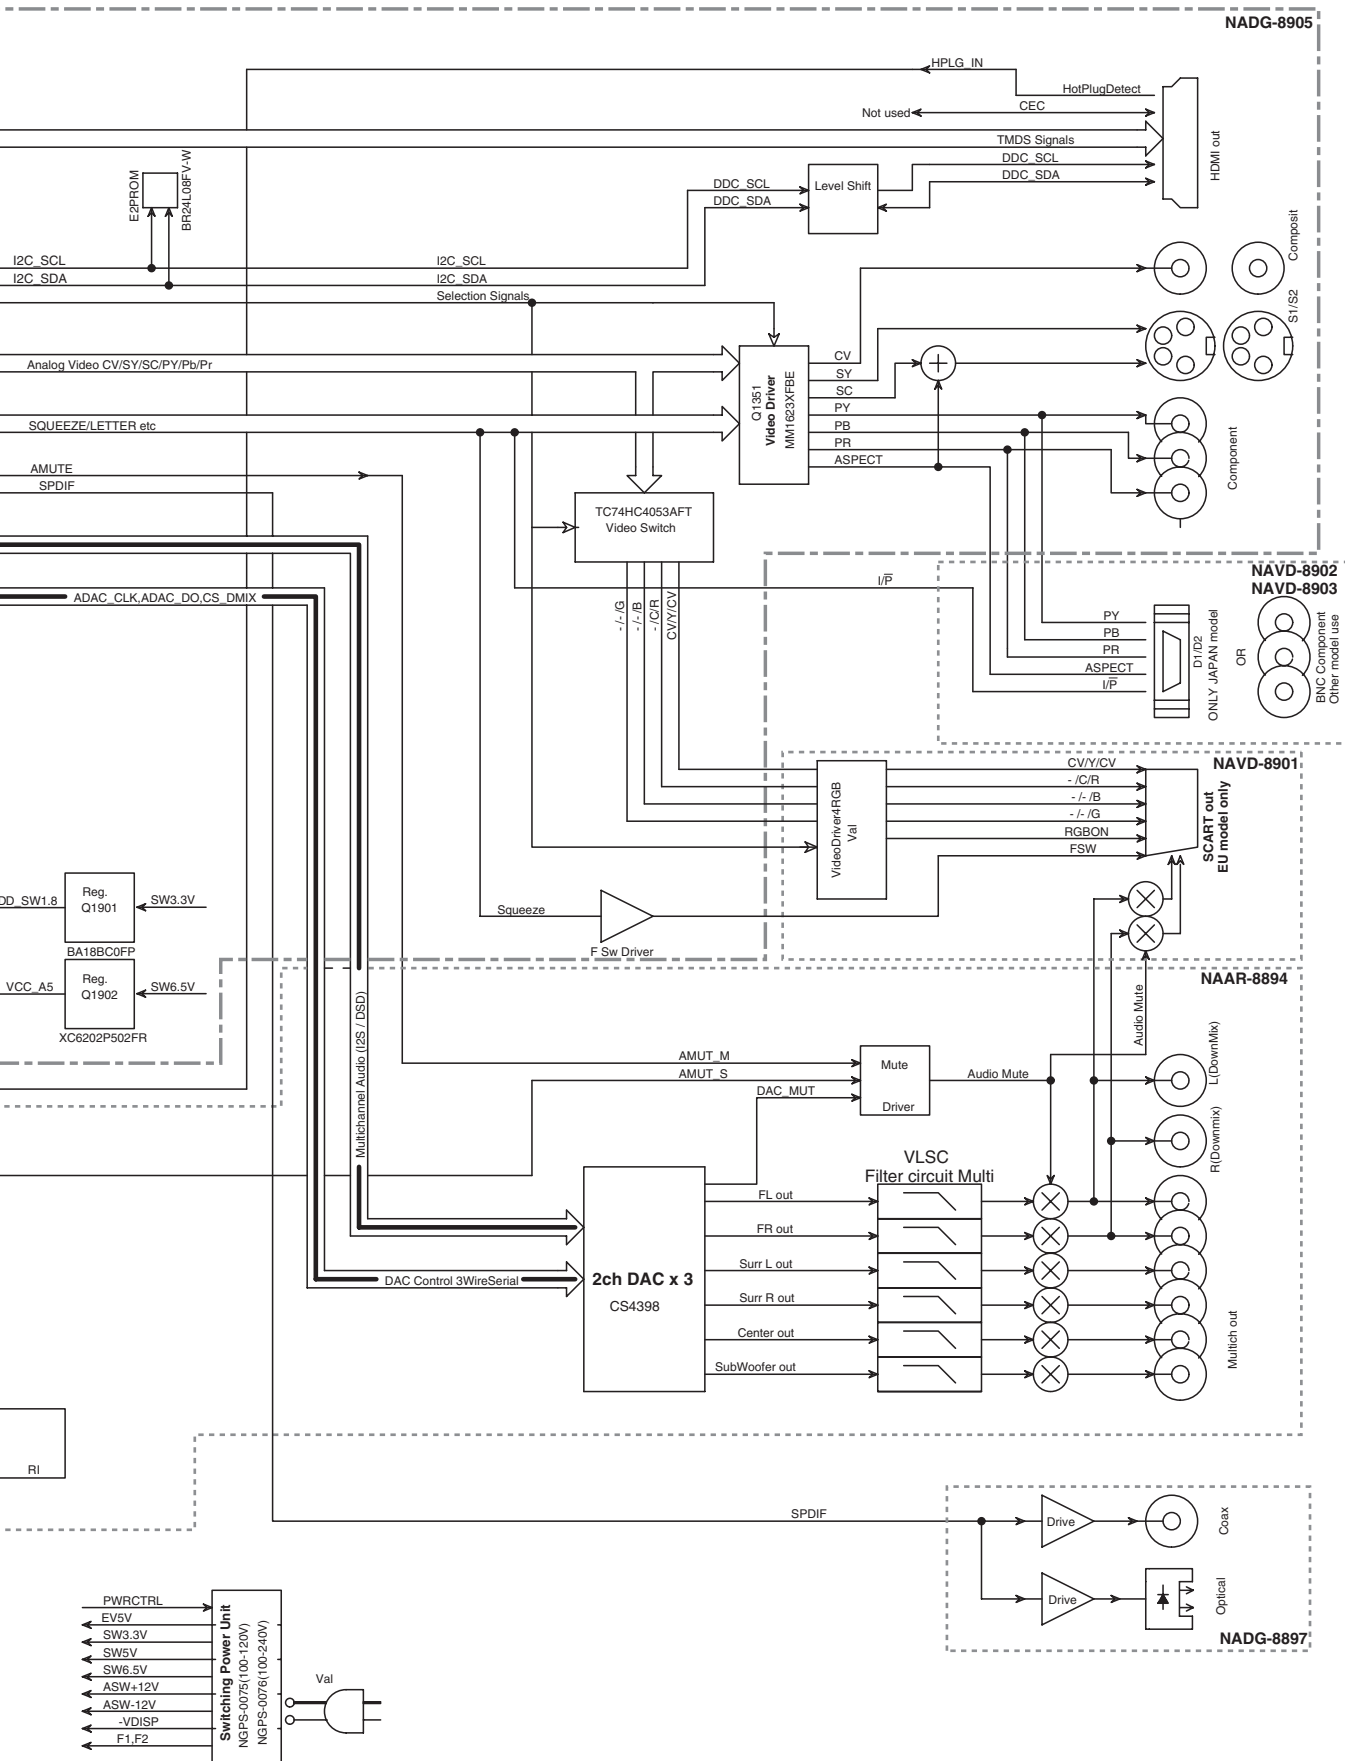 NADG-8905
HPLG_IN
HotPlugDetect
Not used
CEC
TMDS Signals
HDMI out
DDC_SCL
DDC_SDA
Level Shift
DDC_SCL
DDC_SDA
E2PROM
BR24L08FV-W
I2C_SCL
I2C_SDA
I2C_SCL
I2C_SDA
Selection Signals
Composit
S1/S2
Analog Video CV/SY/SC/PY/Pb/Pr
Q1351
Video Driver
MM1623XFBE
CV
SY
SC
PY
PB
PR
ASPECT
Component
SQUEEZE/LETTER etc
AMUTE
SPDIF
TC74HC4053AFT
Video Switch
I/P
NAVD-8902
NAVD-8903
ADAC_CLK,ADAC_DO,CS_DMIX
- /- /G
- /- /B
- /C/R
CV/Y/CV
PY
PB
PR
ASPECT
I/P
D1/D2
ONLY JAPAN model
OR
BNC Component
Other model use
NAVD-8901
VideoDriver4RGB
Val
CV/Y/CV
- /C/R
- /- /B
- /- /G
RGBON
FSW
SCART out
EU model only
DD_SW1.8
Reg.
Q1901
SW3.3V
BA18BC0FP
Squeeze
F Sw Driver
VCC_A5
Reg.
Q1902
SW6.5V
XC6202P502FR
NAAR-8894
Audio Mute
Multichannel Audio (I2S / DSD)
AMUT_M
AMUT_S
DAC_MUT
Mute
Driver
Audio Mute
L(DownMix)
R(Downmix)
VLSC
Filter circuit Multi
FL out
FR out
Surr L out
Surr R out
Center out
SubWoofer out
2ch DAC x 3
CS4398
DAC Control 3WireSerial
Multich out
RI
SPDIF
Drive
Coax
Drive
Optical
NADG-8897
PWRCTRL
EV5V
SW3.3V
SW5V
SW6.5V
ASW+12V
ASW-12V
-VDISP
F1,F2
Switching Power Unit
NGPS-0075(100-120V)
NGPS-0076(100-240V)
Val